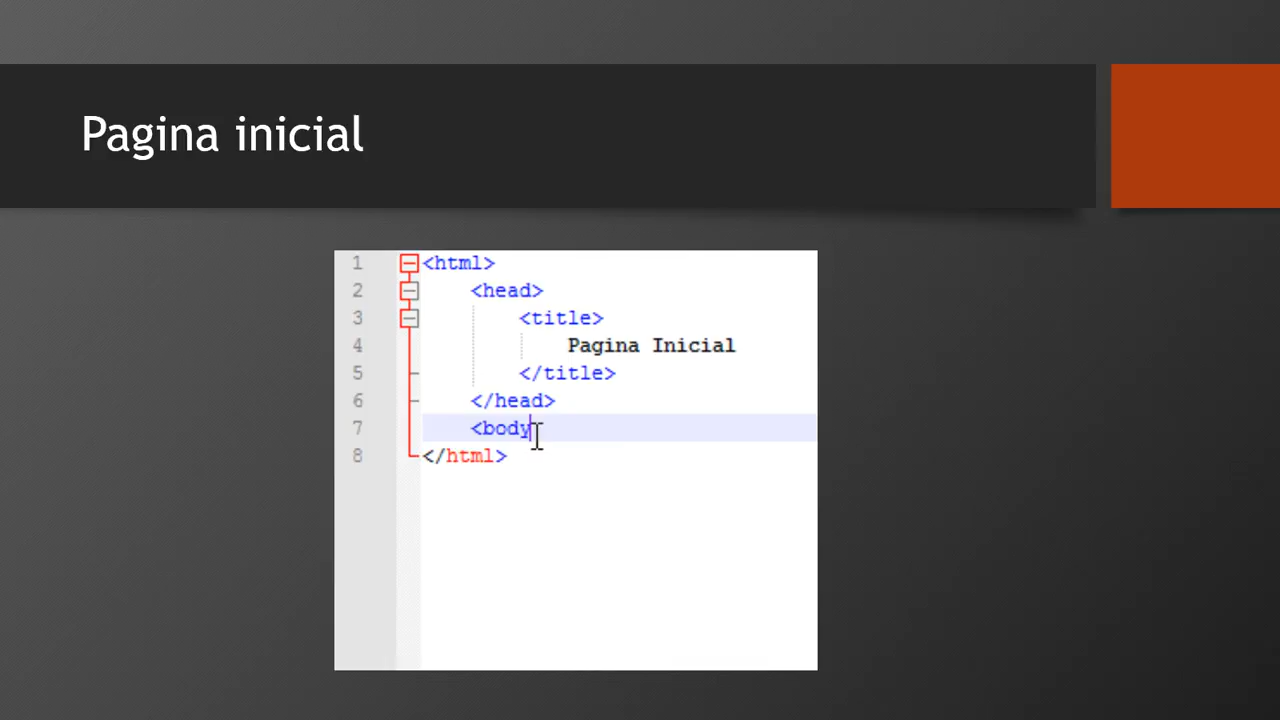 Pagina inicial
1 <html>
2 <head>
3 <title>
4 Pagina Inicial
5 </title>
6 </head>
7 <body
8 </html>